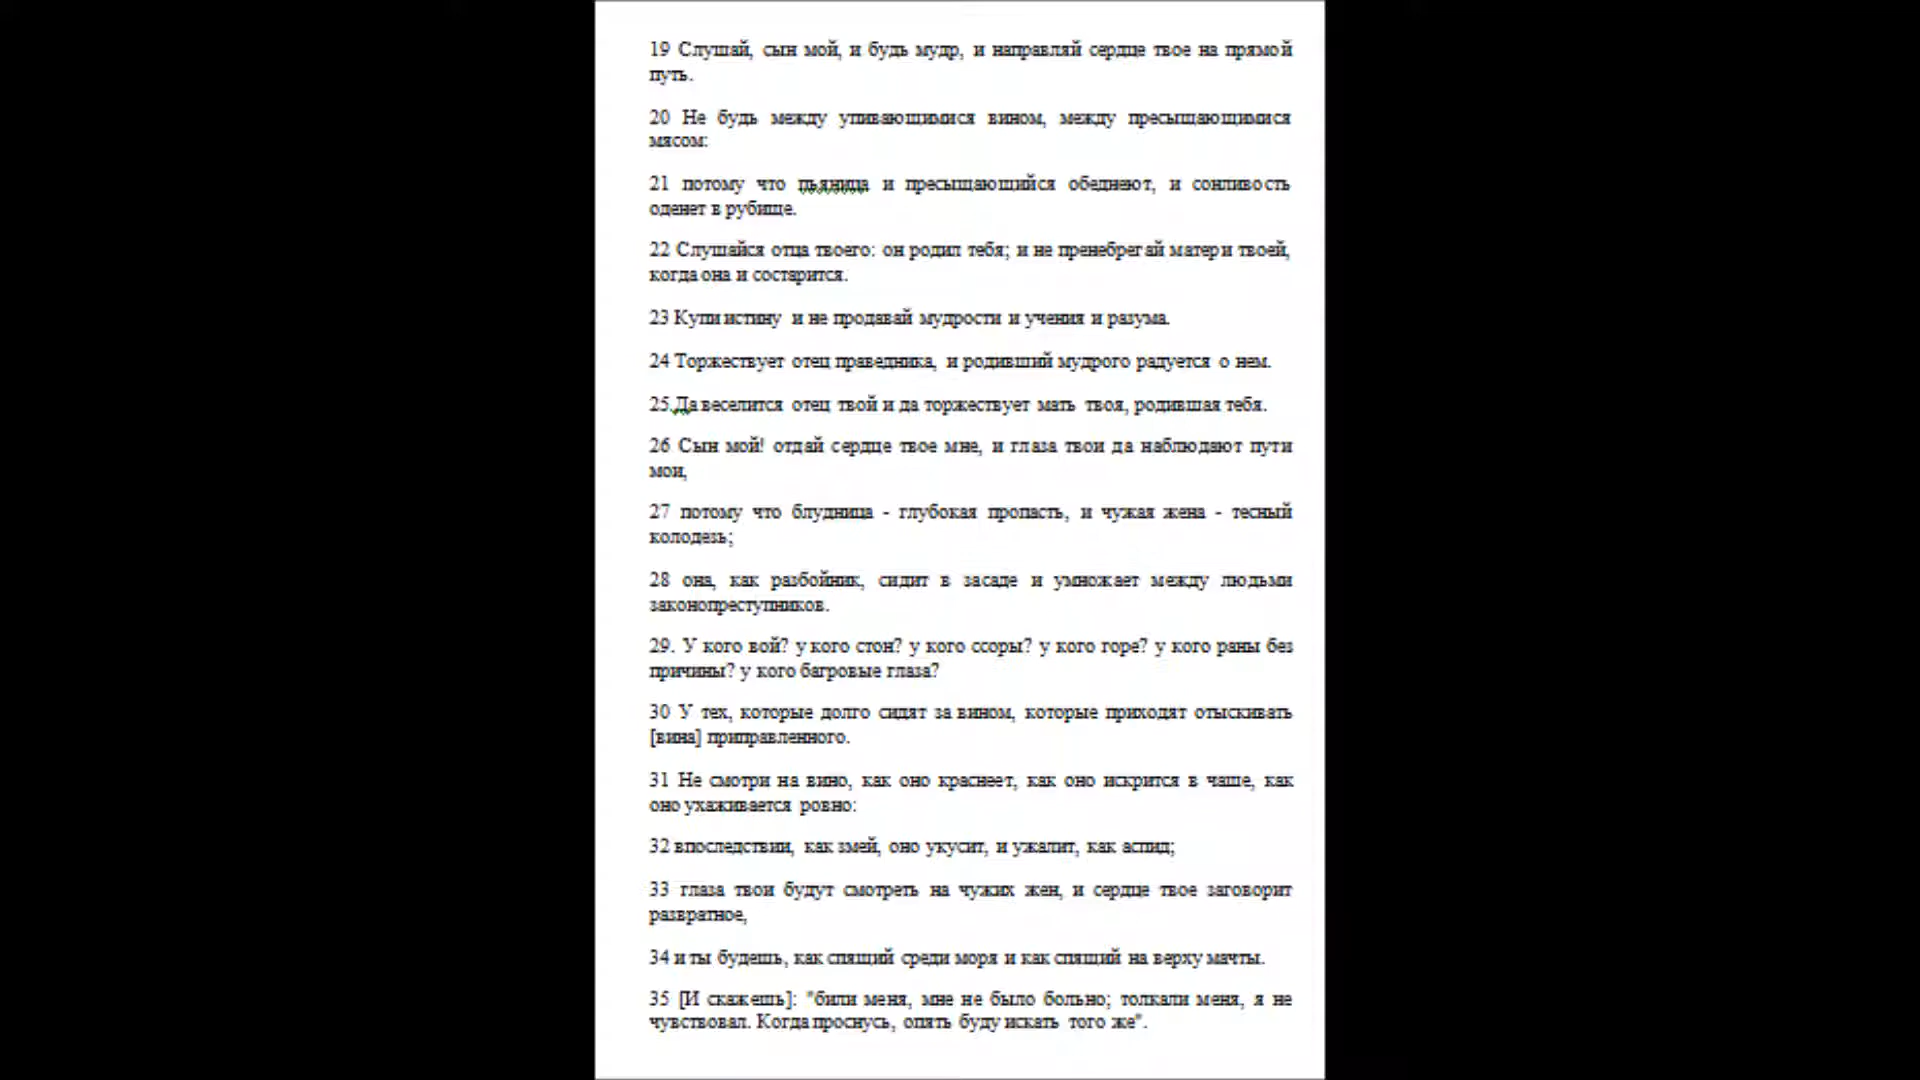 19 Слушай, сын мой, и будь мудр, и направляй сердце твое на прямой
путь.
20 Не будь между упивающимися вином, между пресыщающимися
мясом:
21 потому что пьяница и пресыщающийся обеднеют, и сонливость
оденет в рубище.
22 Слушайся отца твоего: он родил тебя; и не пренебрегай матери твоей,
когда она и состарится.
23 Купи истину и не продавай мудрости и учения и разума.
24 Торжествует отец праведника, и родивший мудрого радуется о нем.
25.Да веселится отец твой и да торжествует мать твоя, родившая тебя.
26 Сын мой! отдай сердце твое мне, и глаза твои да наблюдают пути
мои,
27 потому что блудница - глубокая пропасть, и чужая жена - тесный
колодезь;
28 она, как разбойник, сидит в засаде и умножает между людьми
законопреступников.
29. У кого вой? у кого стон? у кого ссоры? у кого горе? у кого раны без
причины? у кого багровые глаза?
30 У тех, которые долго сидят за вином, которые приходят отыскивать
[вина] приправленного.
31 Не смотри на вино, как оно краснеет, как оно искрится в чаше, как
оно ухаживается ровно:
32 впоследствии, как змей, оно укусит, и ужалит, как аспид;
33 глаза твои будут смотреть на чужих жен, и сердце твое заговорит
развратное,
34 и ты будешь, как спящий среди моря и как спящий на верху мачты.
35 [И скажешь]: "били меня, мне не было больно; толкали меня, я не
чувствовал. Когда проснусь, опять буду искать того же".